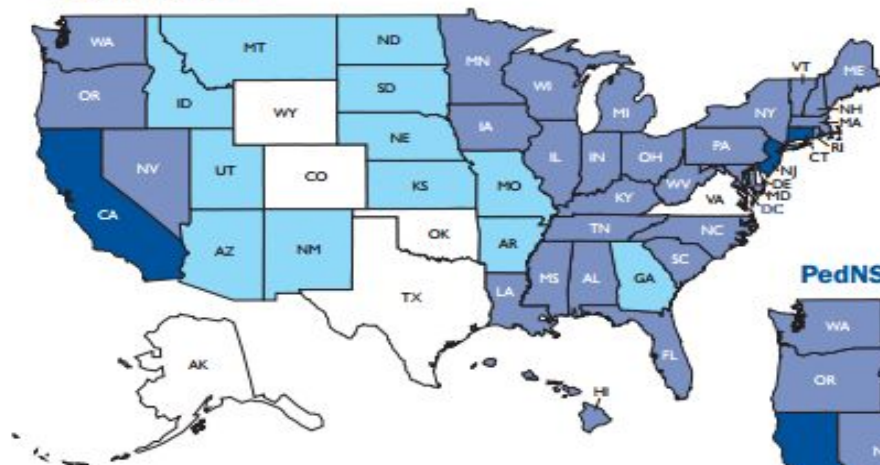 WA
MT
ND
MN
VT
ME
OR
ID
SD
WI
MI
NY
NH
MA
RI
CT
WY
IA
PA
NJ
NE
NV
UT
CO
IL
IN
OH
DE
MD
DC
WV
VA
KS
MO
KY
CA
OK
TN
NC
AZ
NM
AR
SC
MS
AL
GA
TX
LA
PedNS
FL
AK
HI
WA
OR
N